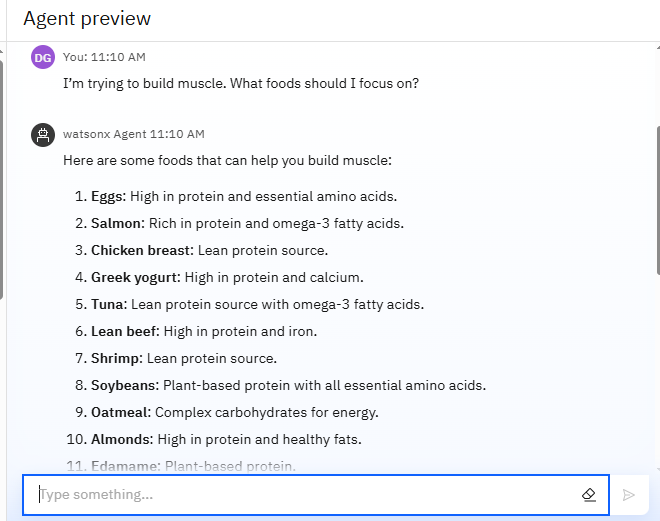 Agent preview
DG You: 11:10 AM
I'm trying to build muscle. What foods should I focus on?
watsonx Agent 11:10 AM
Here are some foods that can help you build muscle:
1. Eggs: High in protein and essential amino acids.
2. Salmon: Rich in protein and omega-3 fatty acids.
3. Chicken breast: Lean protein source.
4. Greek yogurt: High in protein and calcium.
5. Tuna: Lean protein source with omega-3 fatty acids.
6. Lean beef: High in protein and iron.
7. Shrimp: Lean protein source.
8. Soybeans: Plant-based protein with all essential amino acids.
9. Oatmeal: Complex carbohydrates for energy.
10. Almonds: High in protein and healthy fats.
11. Edamame: Plant-based protein.
Type something...